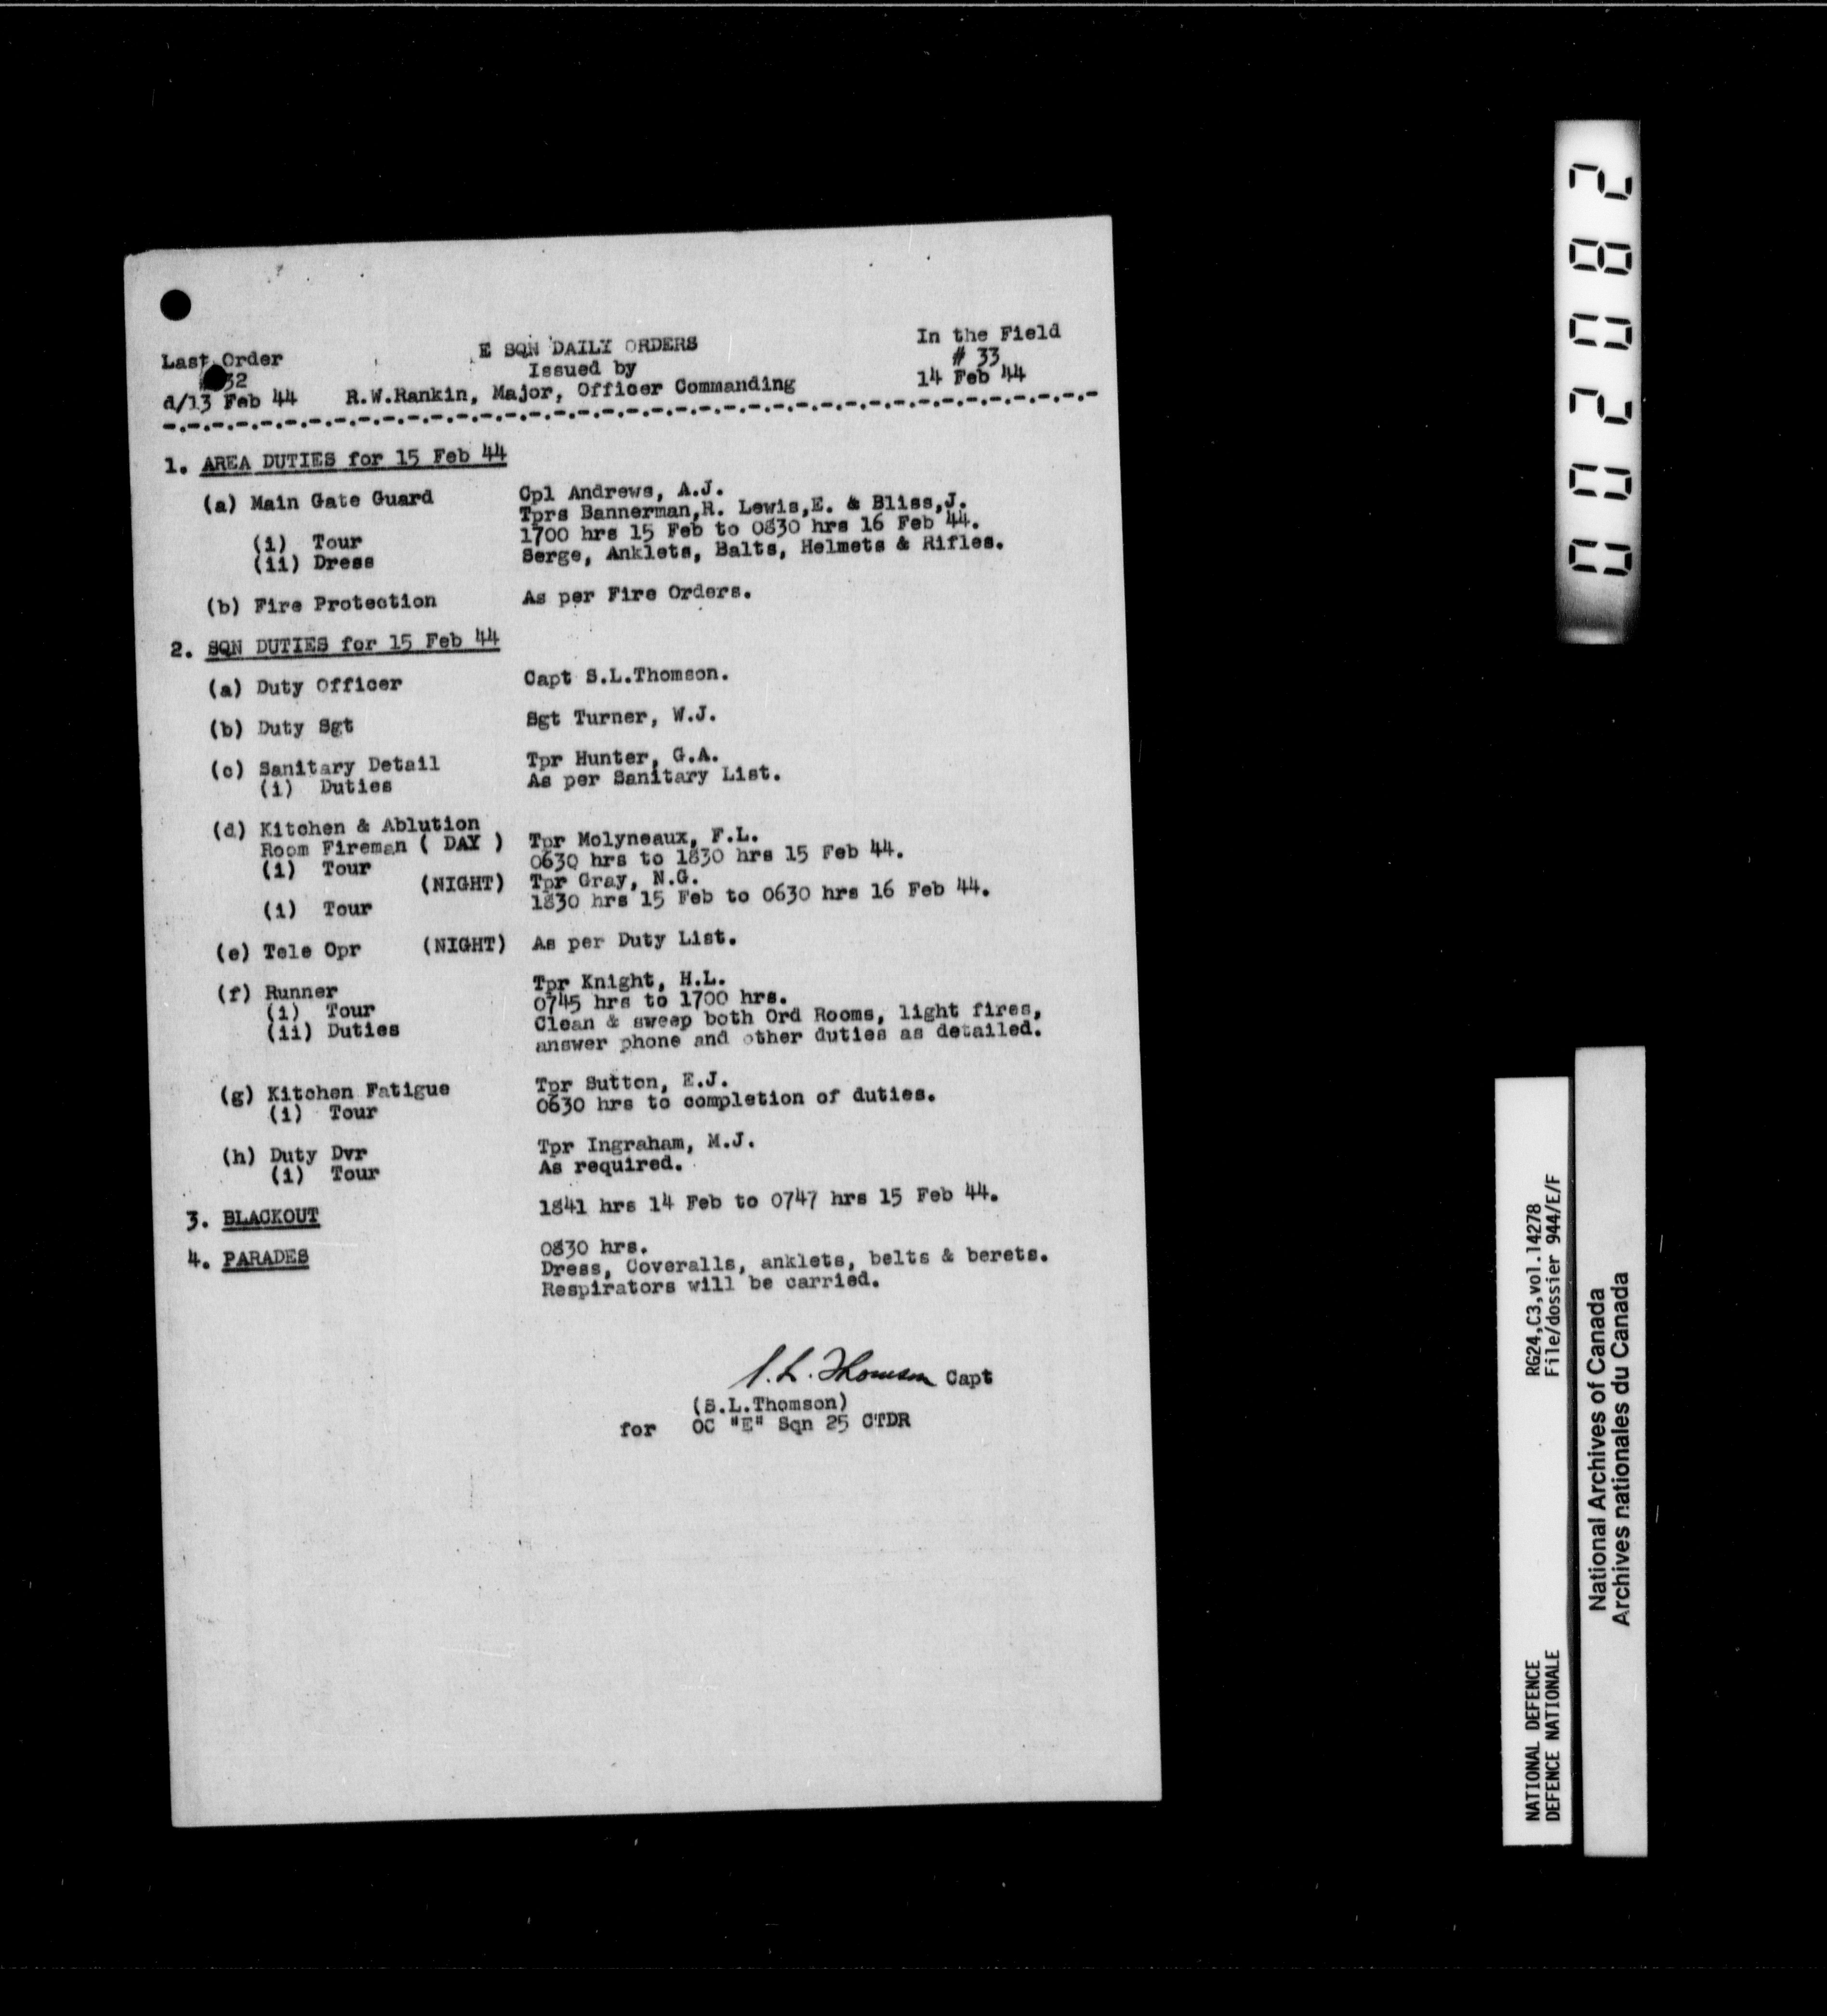 Last Order
32
d/13 Feb 44
E SQN DAILY ORDERS
Issued by
R.W.Rankin, Major, Officer Commanding
In the Field
# 33
14 Feb 44
1. AREA DUTIES for 15 Feb 44
(a) Main Gate Guard Cpl Andrews, A.J.
Tprs Bannerman,R. Lewis,E. & Bliss,J.
(i) Tour 1700 hrs 15 Feb to 0830 hrs 16 Feb 44.
(ii) Dress Serge, Anklets, Balts, Helmets & Rifles.
(b) Fire Protection As per Fire Orders.
2. SQN DUTIES for 15 Feb 44
(a) Duty Officer Capt S.L.Thomson.
(b) Duty Sgt Sgt Turner, W.J.
(c) Sanitary Detail Tpr Hunter, G.A.
(i) Duties As per Sanitary List.
(d) Kitchen & Ablution
Room Fireman ( DAY ) Tpr Molyneaux, F.L.
(i) Tour 0630 hrs to 1830 hrs 15 Feb 44.
(NIGHT) Tpr Gray, N.G.
(i) Tour 1830 hrs 15 Feb to 0630 hrs 16 Feb 44.
(e) Tele Opr (NIGHT) As per Duty List.
(f) Runner Tpr Knight, H.L.
(i) Tour 0745 hrs to 1700 hrs.
(ii) Duties Clean & sweep both Ord Rooms, light fires,
answer phone and other duties as detailed.
(g) Kitchen Fatigue Tpr Sutton, E.J.
(i) Tour 0630 hrs to completion of duties.
(h) Duty Dvr Tpr Ingraham, M.J.
(i) Tour As required.
3. BLACKOUT 1841 hrs 14 Feb to 0747 hrs 15 Feb 44.
4. PARADES 0830 hrs.
Dress, Coveralls, anklets, belts & berets.
Respirators will be carried.
S.L. Thomson Capt
(S.L.Thomson)
for OC "E" Sqn 25 CTDR
002082
NATIONAL DEFENCE RG24,C3,vol.14278
DEFENCE NATIONALE File/dossier 944/E/F
National Archives of Canada
Archives nationales du Canada